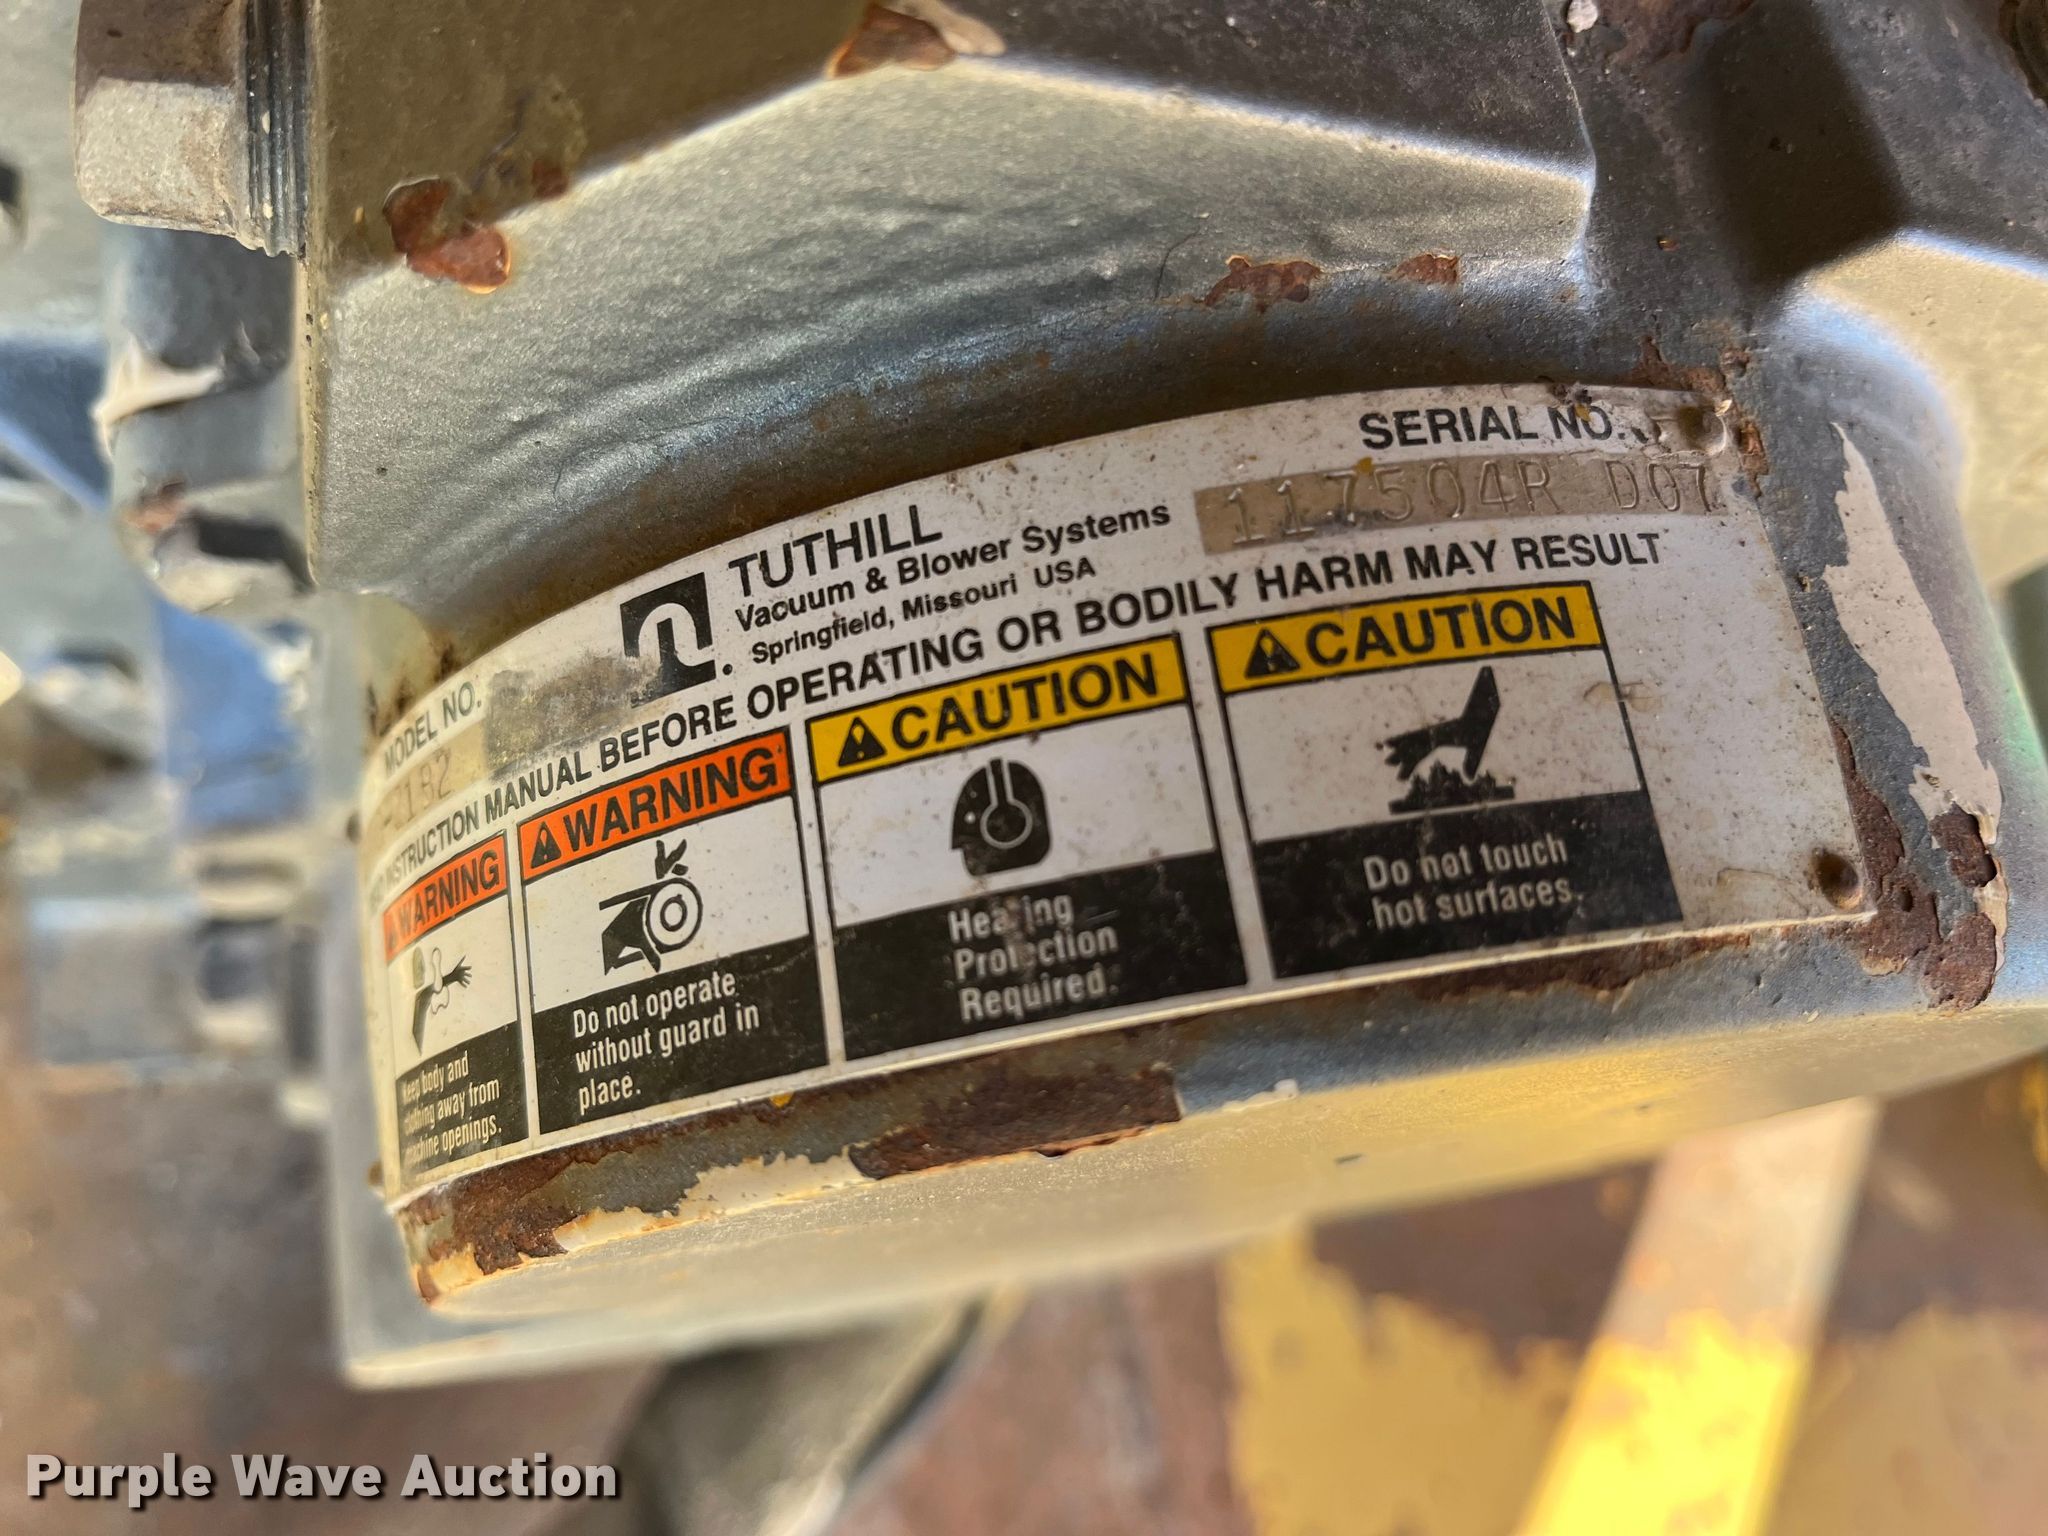 TUTHILL
Vacuum & Blower Systems
Springfield, Missouri USA
SERIAL NO.
117504R D07
MODEL NO.
INSTRUCTION MANUAL BEFORE OPERATING OR BODILY HARM MAY RESULT
WARNING
Keep body and
clothing away from
machine openings.
WARNING
Do not operate
without guard in
place.
CAUTION
Hearing
Protection
Required.
CAUTION
Do not touch
hot surfaces.
Purple Wave Auction